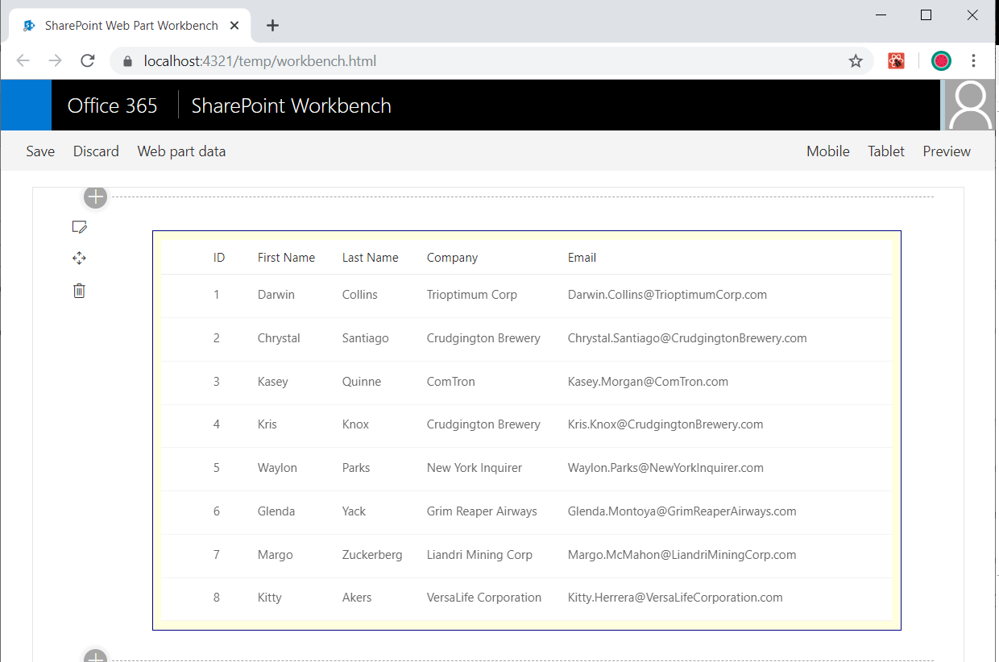 SharePoint Web Part Workbench
localhost:4321/temp/workbench.html
Office 365 SharePoint Workbench
Save Discard Web part data Mobile Tablet Preview
ID First Name Last Name Company Email
1 Darwin Collins Trioptimum Corp Darwin.Collins@TrioptimumCorp.com
2 Chrystal Santiago Crudgington Brewery Chrystal.Santiago@CrudgingtonBrewery.com
3 Kasey Quinne ComTron Kasey.Morgan@ComTron.com
4 Kris Knox Crudgington Brewery Kris.Knox@CrudgingtonBrewery.com
5 Waylon Parks New York Inquirer Waylon.Parks@NewYorkInquirer.com
6 Glenda Yack Grim Reaper Airways Glenda.Montoya@GrimReaperAirways.com
7 Margo Zuckerberg Liandri Mining Corp Margo.McMahon@LiandriMiningCorp.com
8 Kitty Akers VersaLife Corporation Kitty.Herrera@VersaLifeCorporation.com